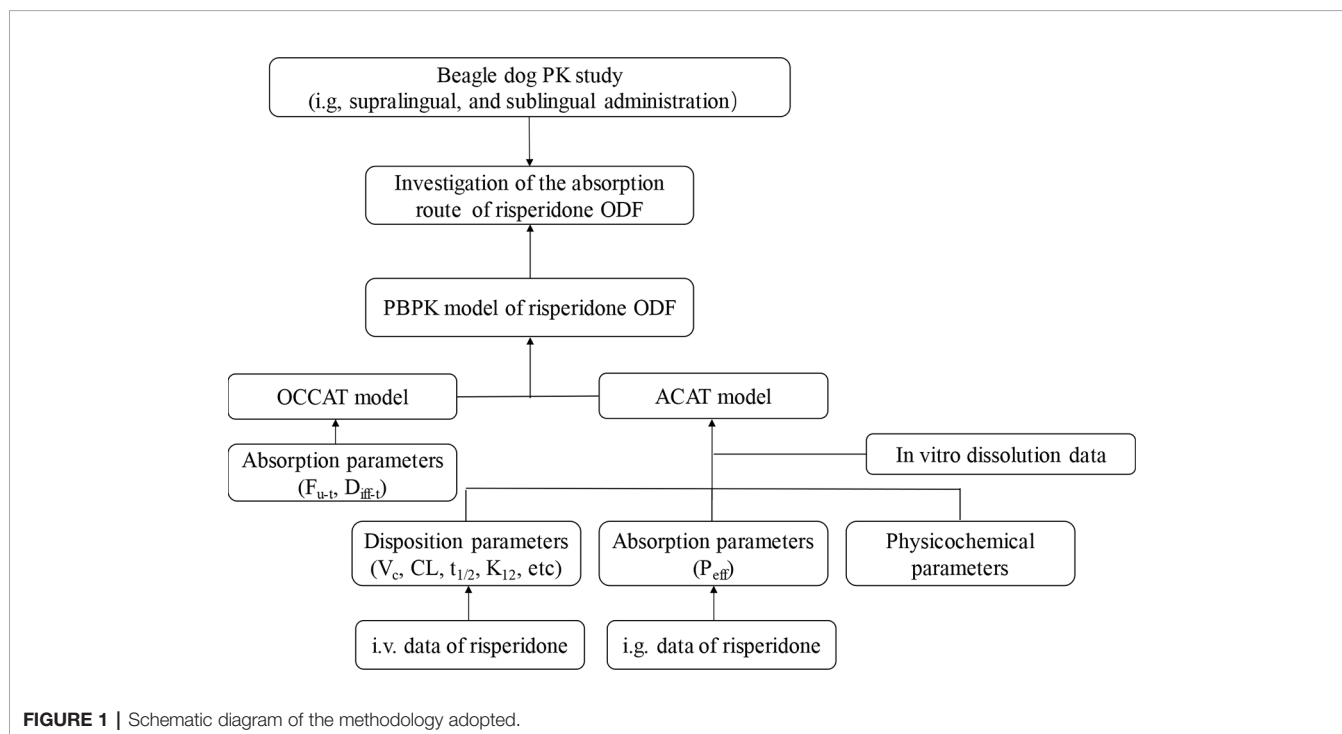 Beagle dog PK study
(i.g, supralingual, and sublingual administration）
Investigation of the absorption
route of risperidone ODF
PBPK model of risperidone ODF
OCCAT model
ACAT model
Absorption parameters
(Fu-t, Diff-t)
In vitro dissolution data
Disposition parameters
(Vc, CL, t1/2, K12, etc)
Absorption parameters
(Peff)
Physicochemical
parameters
i.v. data of risperidone
i.g. data of risperidone
FIGURE 1 | Schematic diagram of the methodology adopted.